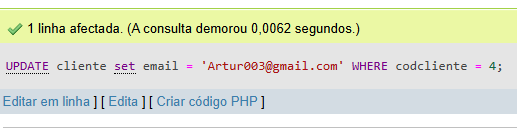 1 linha afectada. (A consulta demorou 0,0062 segundos.)
UPDATE cliente set email = 'Artur003@gmail.com' WHERE codcliente = 4;
Editar em linha ] [ Edita ] [ Criar código PHP ]